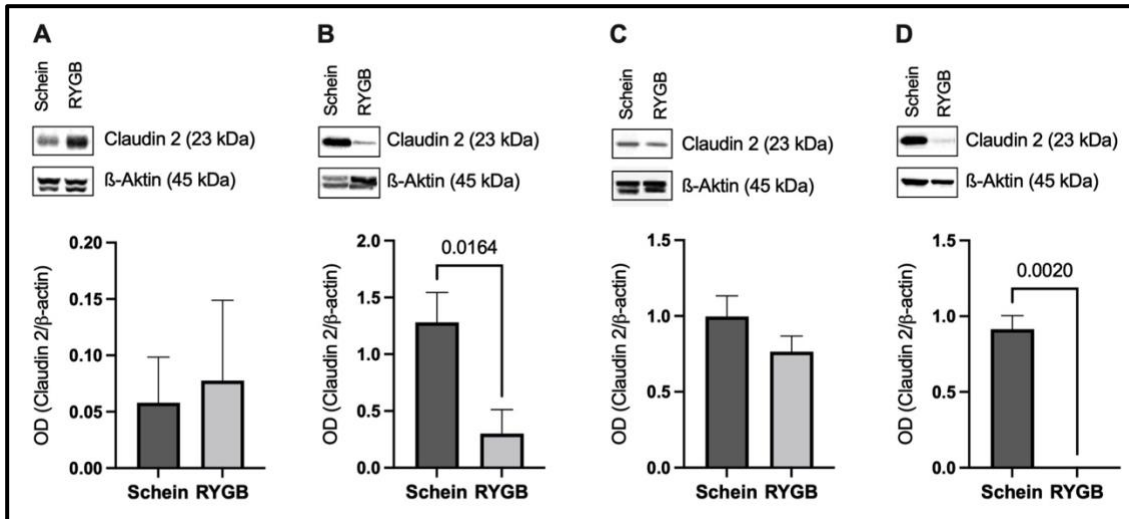 A
Schein
RYGB
Claudin 2 (23 kDa)
ß-Aktin (45 kDa)
OD (Claudin 2/β-actin)
0.20
0.15
0.10
0.05
0.00
Schein RYGB
B
Schein
RYGB
Claudin 2 (23 kDa)
ß-Aktin (45 kDa)
OD (Claudin 2/β-actin)
2.0
1.5
1.0
0.5
0.0
0.0164
Schein RYGB
C
Schein
RYGB
Claudin 2 (23 kDa)
ß-Aktin (45 kDa)
OD (Claudin 2/β-actin)
1.5
1.0
0.5
0.0
Schein RYGB
D
Schein
RYGB
Claudin 2 (23 kDa)
ß-Aktin (45 kDa)
OD (Claudin 2/β-actin)
1.5
1.0
0.5
0.0
0.0020
Schein RYGB